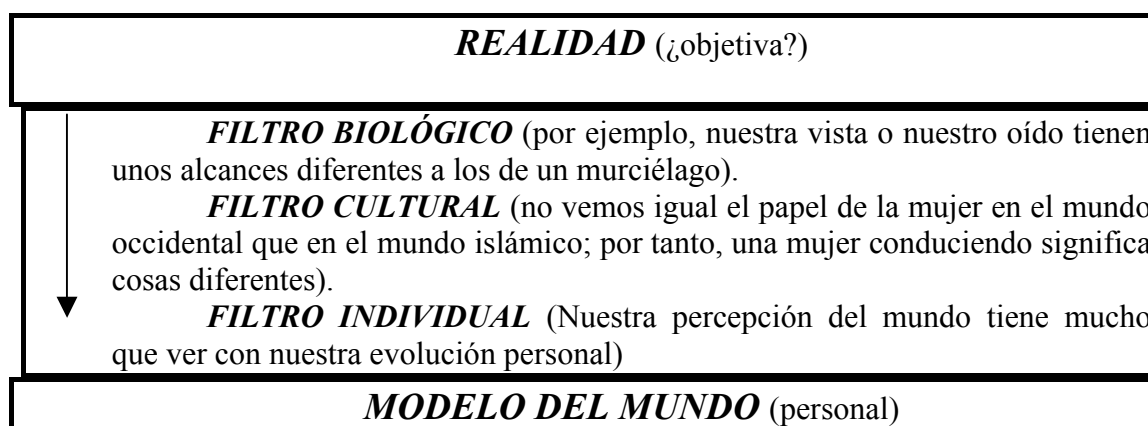 REALIDAD (¿objetiva?)
FILTRO BIOLÓGICO (por ejemplo, nuestra vista o nuestro oído tienen
unos alcances diferentes a los de un murciélago).
FILTRO CULTURAL (no vemos igual el papel de la mujer en el mundo
occidental que en el mundo islámico; por tanto, una mujer conduciendo significa
cosas diferentes).
FILTRO INDIVIDUAL (Nuestra percepción del mundo tiene mucho
que ver con nuestra evolución personal)
MODELO DEL MUNDO (personal)